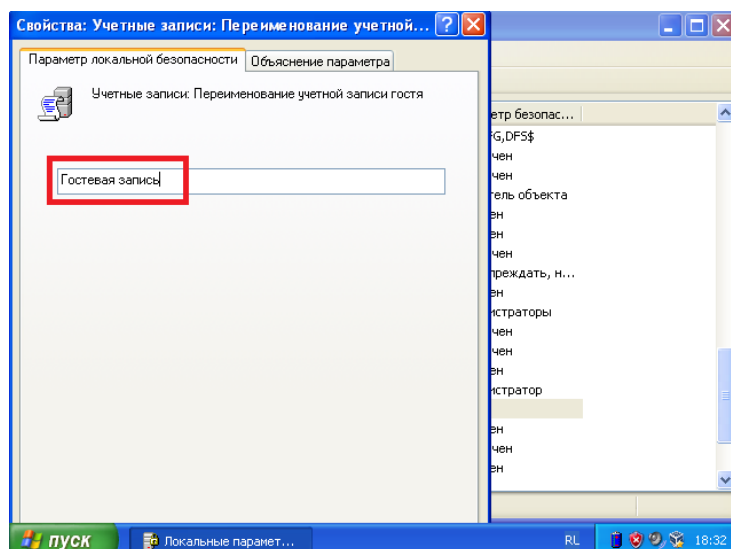 Свойства: Учетные записи: Переименование учетной...
Параметр локальной безопасности
Объяснение параметра
Учетные записи: Переименование учетной записи гостя
Гостевая запись
етр безопас...
FG,DFS$
чен
чен
тель объекта
ен
ен
чен
преждать, н...
ен
истраторы
чен
чен
ен
истратор
ен
чен
ен
пуск
Локальные парамет...
RL
18:32